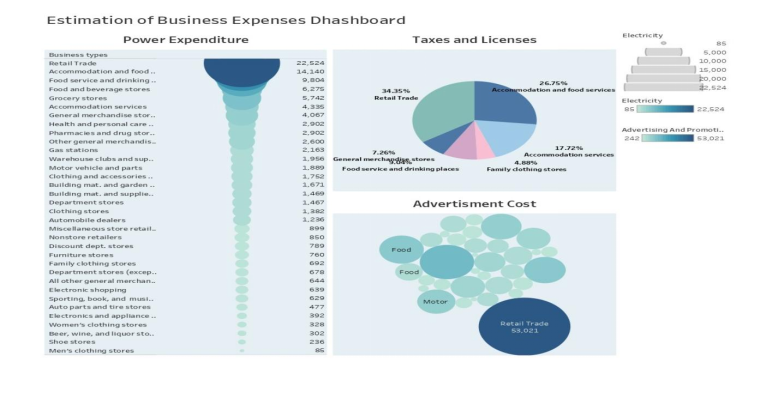 Estimation of Business Expenses Dhashboard
Power Expenditure
Business types
Retail Trade 22,524
Accommodation and food .. 14,140
Food service and drinking .. 9,804
Food and beverage stores 6,275
Grocery stores 5,742
Accommodation services 4,335
General merchandise stor.. 4,067
Health and personal care .. 2,902
Pharmacies and drug stor.. 2,902
Other general merchandis.. 2,600
Gas stations 2,163
Warehouse clubs and sup.. 1,956
Motor vehicle and parts 1,889
Clothing and accessories .. 1,752
Building mat. and garden .. 1,671
Building mat. and supplie.. 1,469
Department stores 1,467
Clothing stores 1,382
Automobile dealers 1,236
Miscellaneous store retail.. 899
Nonstore retailers 850
Discount dept. stores 789
Furniture stores 760
Family clothing stores 692
Department stores (excep.. 678
All other general merchan.. 644
Electronic shopping 639
Sporting, book, and musi.. 629
Auto parts and tire stores 477
Electronics and appliance .. 392
Women's clothing stores 328
Beer, wine, and liquor sto.. 302
Shoe stores 236
Men's clothing stores 85
Taxes and Licenses
34.35%
Retail Trade
26.75%
Accommodation and food services
17.72%
Accommodation services
4.88%
Family clothing stores
7.26%
General merchandise stores
9.04%
Food service and drinking places
Advertisment Cost
Food
Food
Motor
Retail Trade
53,021
Electricity
85
5,000
10,000
15,000
20,000
22,524
Electricity
85 22,524
Advertising And Promoti..
242 53,021